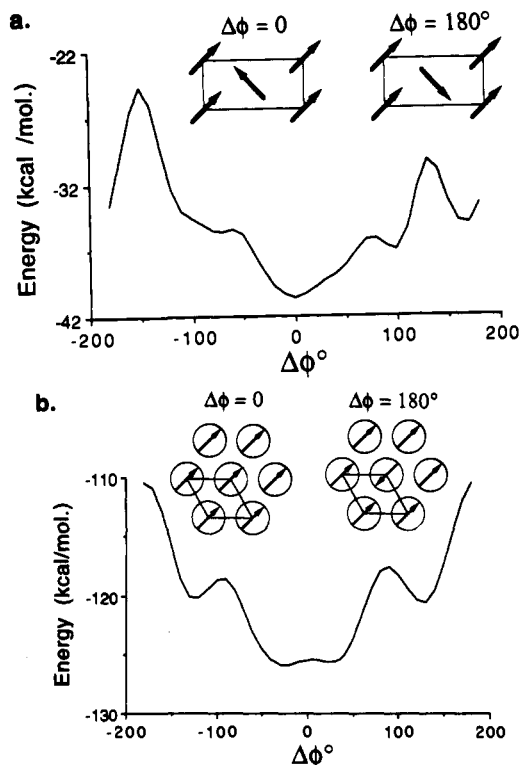 a.
Δϕ = 0
Δϕ = 180°
-22
-32
-42
Energy (kcal /mol.)
-200
-100
0
100
200
Δϕ°
b.
Δϕ = 0
Δϕ = 180°
-110
-120
-130
Energy (kcal/mol.)
-200
-100
0
100
200
Δϕ°